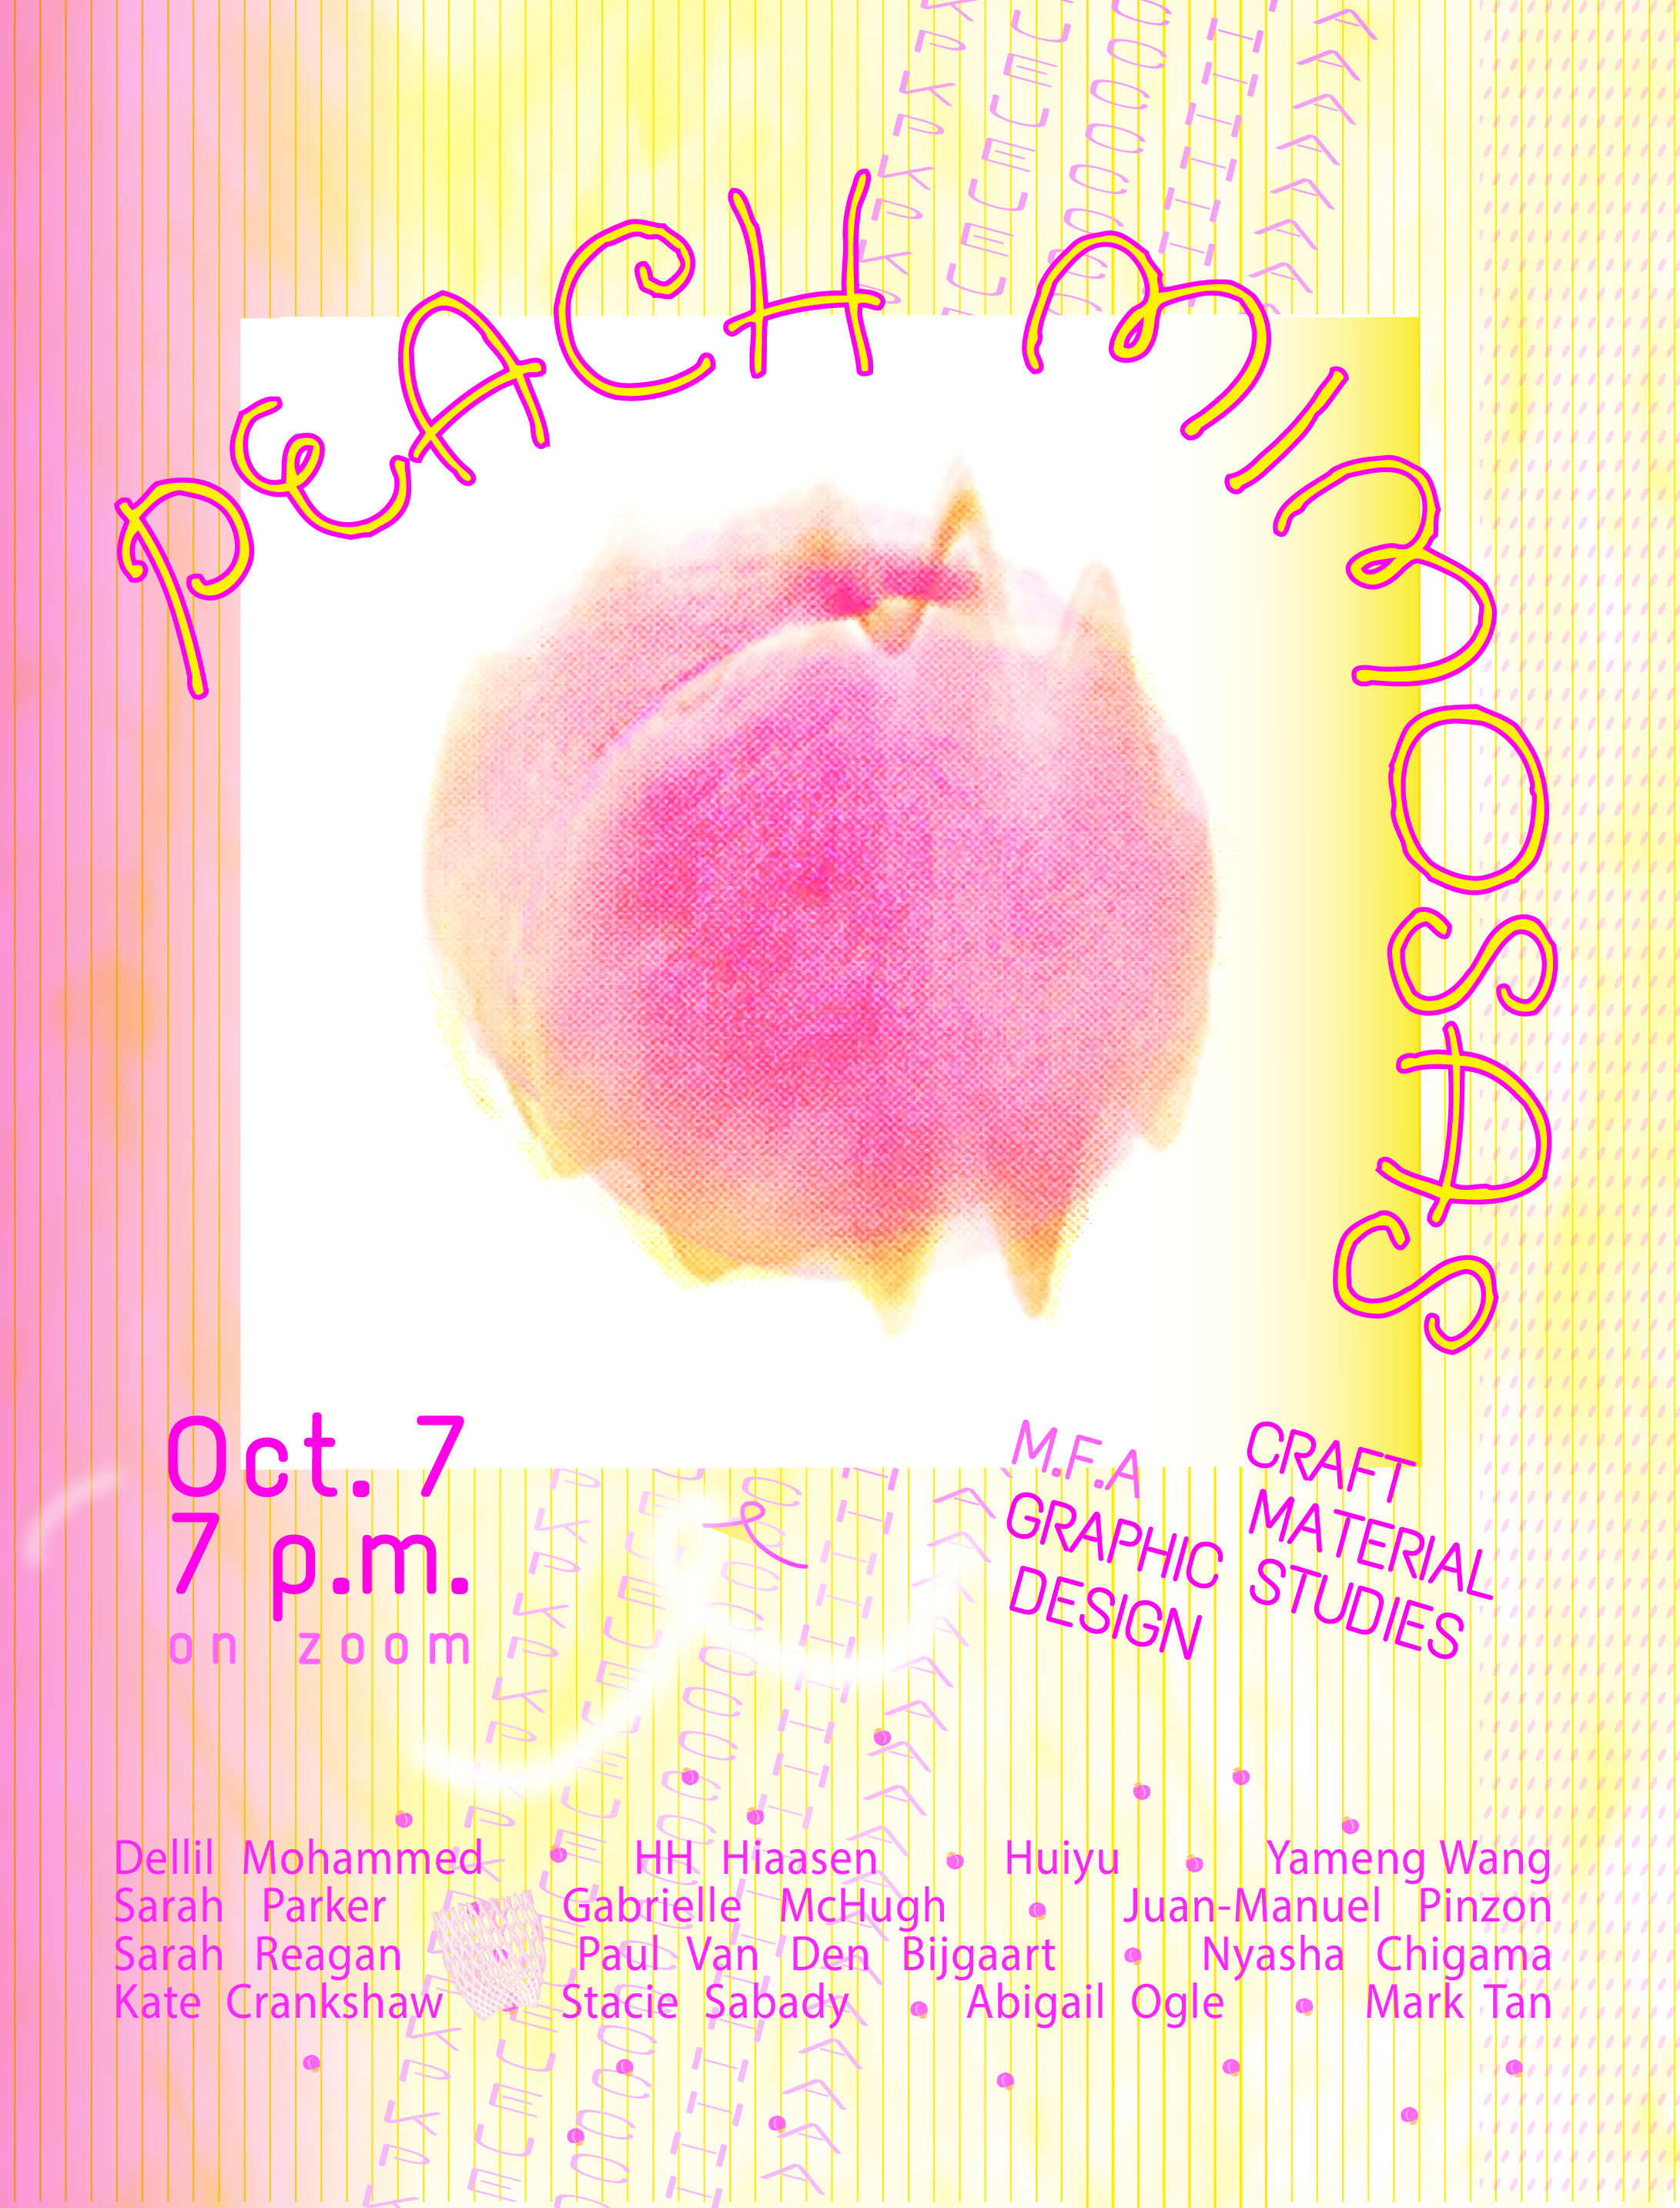 PEACH MIMOSAS
Oct. 7
7 p.m.
on zoom
M.F.A
GRAPHIC
DESIGN
CRAFT
MATERIAL
STUDIES
Dellil Mohammed HH Hiaasen Huiyu Yameng Wang
Sarah Parker Gabrielle McHugh Juan-Manuel Pinzon
Sarah Reagan Paul Van Den Bijgaart Nyasha Chigama
Kate Crankshaw Stacie Sabady Abigail Ogle Mark Tan